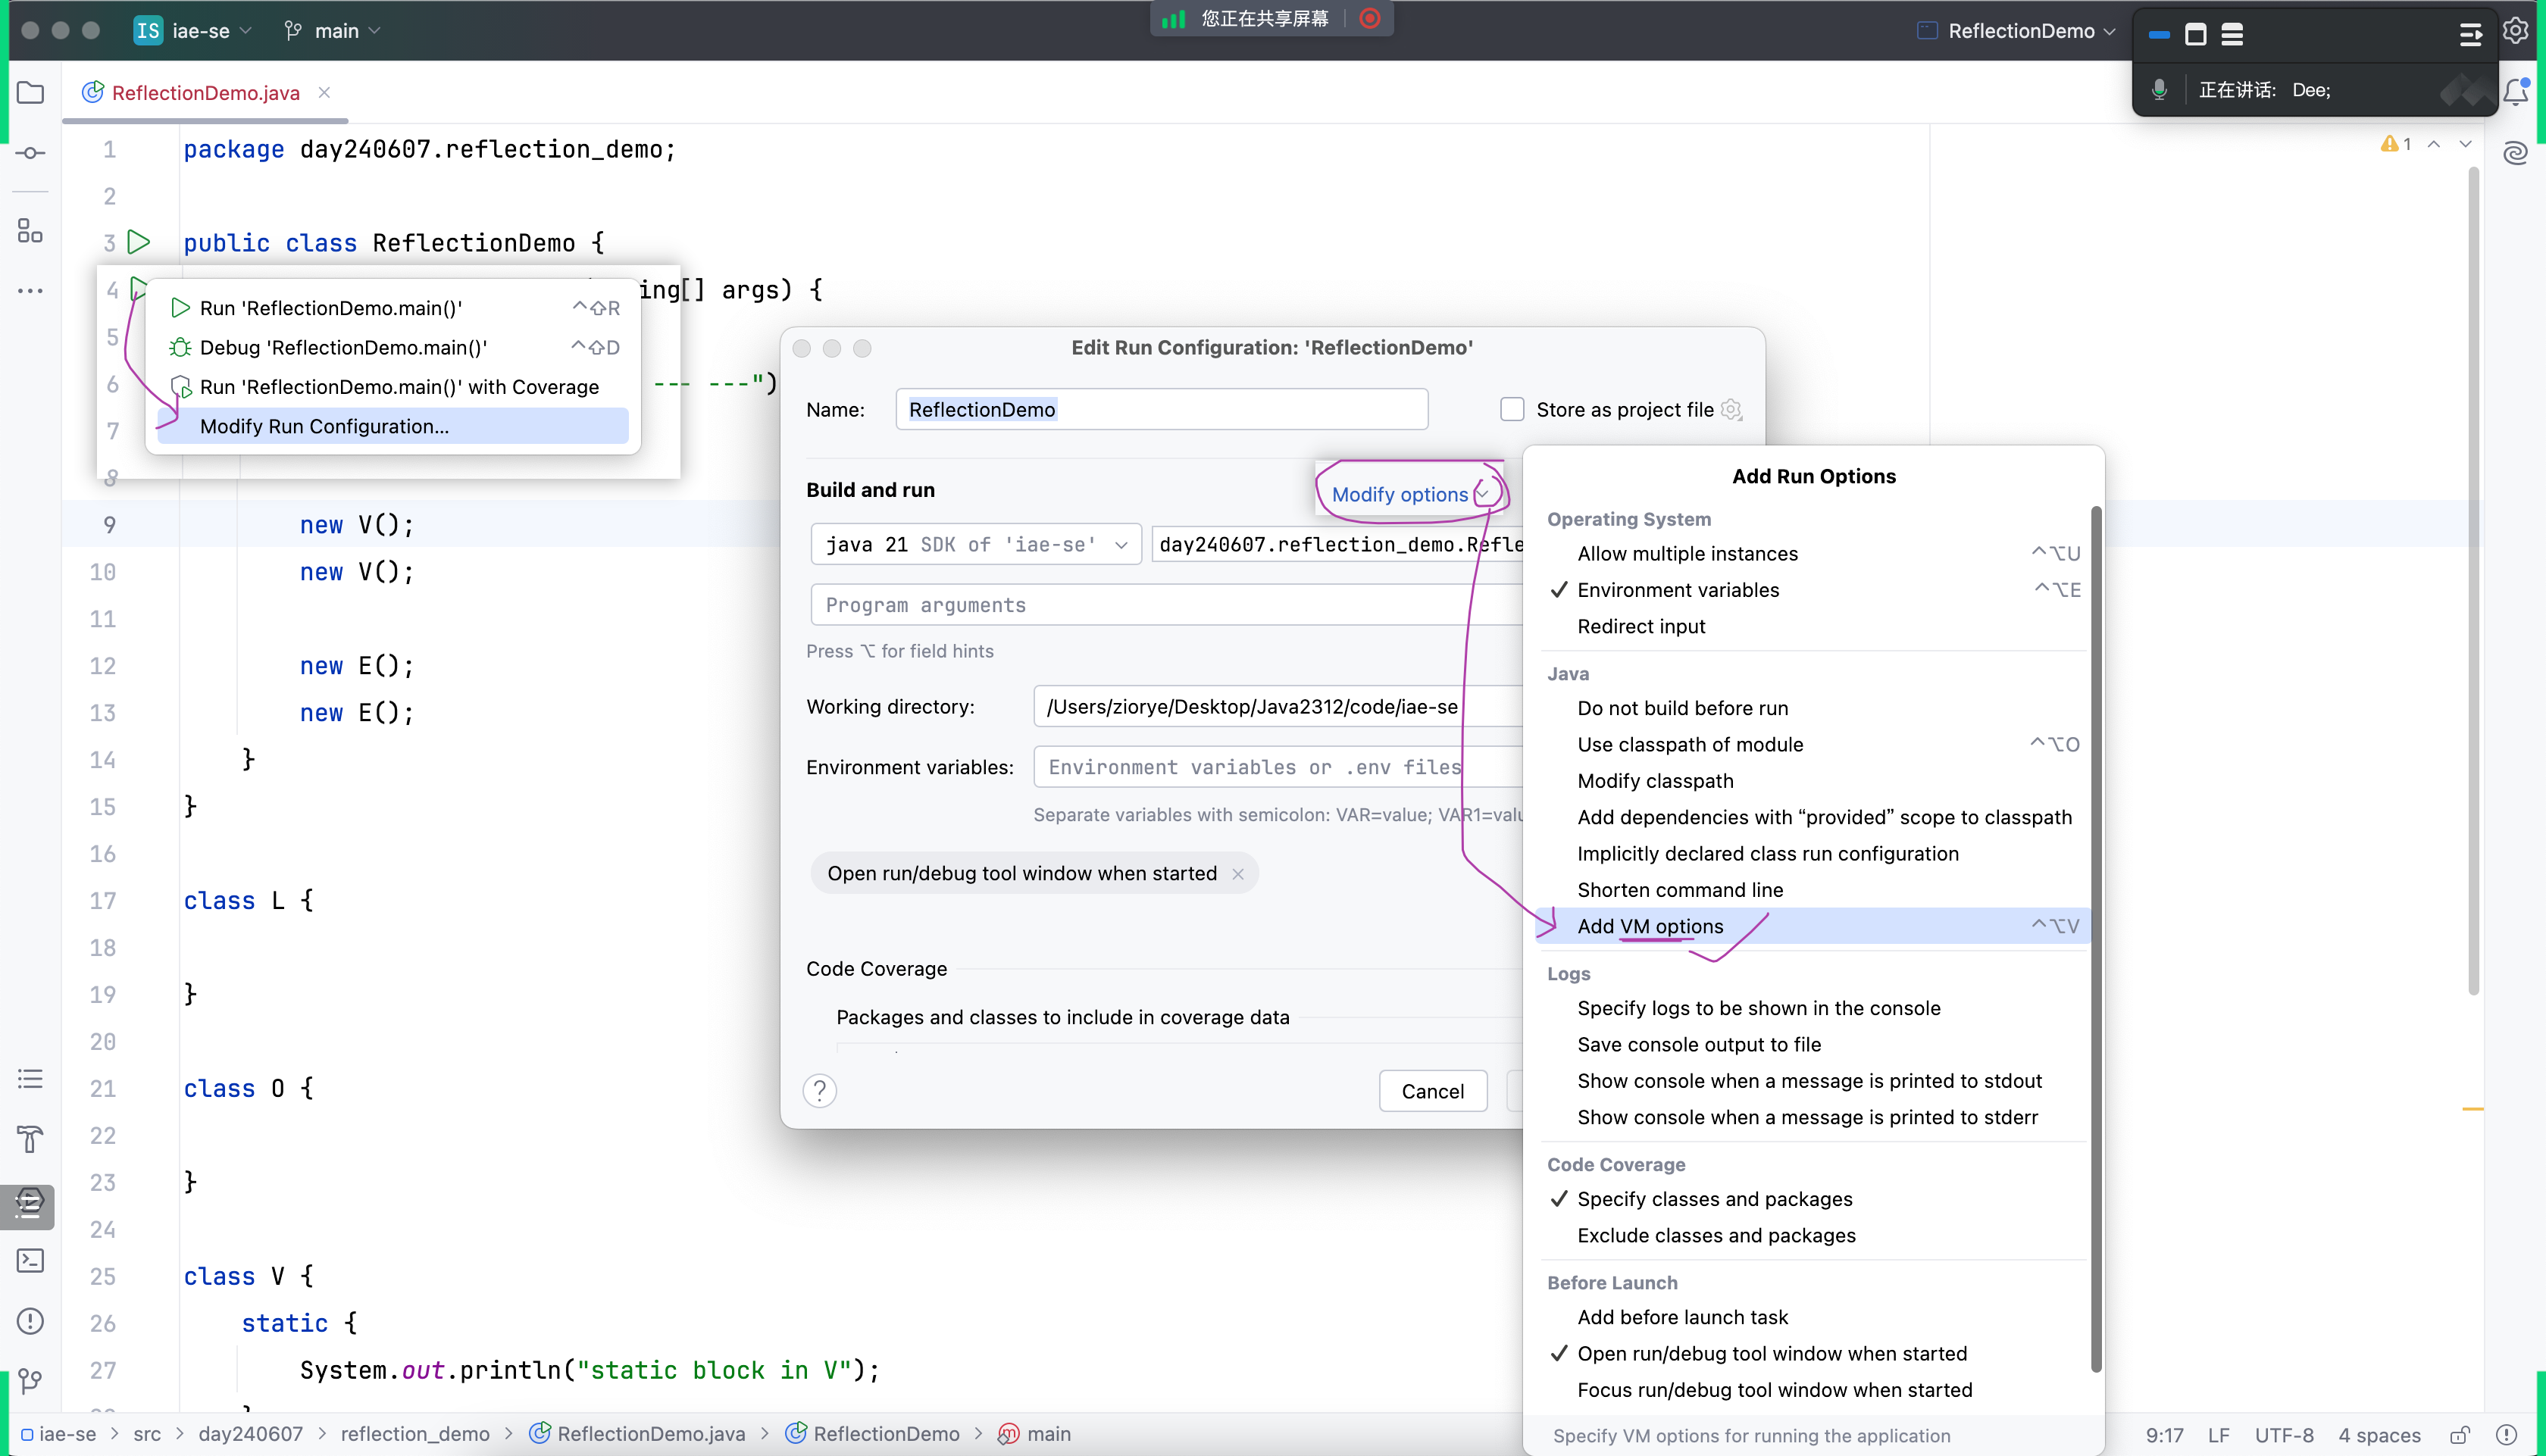 IS iae-se main
您正在共享屏幕
ReflectionDemo
正在讲话: Dee;
ReflectionDemo.java
1
1 package day240607.reflection_demo;
2
3 public class ReflectionDemo {
4 ing[] args) {
5
6 --- ---")
7
8
9 new V();
10 new V();
11
12 new E();
13 new E();
14 }
15 }
16
17 class L {
18
19 }
20
21 class O {
22
23 }
24
25 class V {
26 static {
27 System.out.println("static block in V");
Run 'ReflectionDemo.main()' ⌃⇧R
Debug 'ReflectionDemo.main()' ⌃⇧D
Run 'ReflectionDemo.main()' with Coverage
Modify Run Configuration...
Edit Run Configuration: 'ReflectionDemo'
Name: ReflectionDemo Store as project file
Build and run Modify options
java 21 SDK of 'iae-se' day240607.reflection_demo.Refle
Program arguments
Press ⌥ for field hints
Working directory: /Users/ziorye/Desktop/Java2312/code/iae-se
Environment variables: Environment variables or .env files
Separate variables with semicolon: VAR=value; VAR1=valu
Open run/debug tool window when started
Code Coverage
Packages and classes to include in coverage data
? Cancel
Add Run Options
Operating System
Allow multiple instances ⌃⌥U
✓ Environment variables ⌃⌥E
Redirect input
Java
Do not build before run
Use classpath of module ⌃⌥O
Modify classpath
Add dependencies with “provided” scope to classpath
Implicitly declared class run configuration
Shorten command line
Add VM options ⌃⌥V
Logs
Specify logs to be shown in the console
Save console output to file
Show console when a message is printed to stdout
Show console when a message is printed to stderr
Code Coverage
✓ Specify classes and packages
Exclude classes and packages
Before Launch
Add before launch task
✓ Open run/debug tool window when started
Focus run/debug tool window when started
Specify VM options for running the application
iae-se > src > day240607 > reflection_demo > ReflectionDemo.java > ReflectionDemo > main
9:17 LF UTF-8 4 spaces